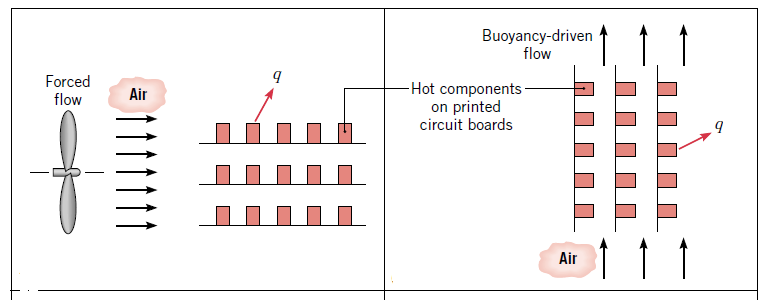 Forced
flow
Air
q
Hot components
on printed
circuit boards
Buoyancy-driven
flow
q
Air